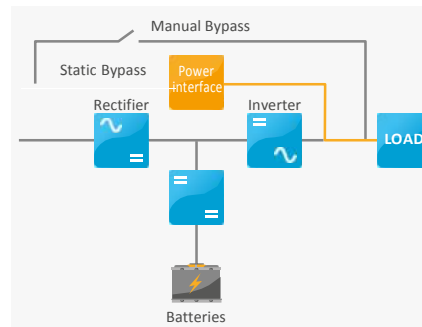 Manual Bypass
Static Bypass
Power
Interface
Rectifier
Inverter
LOAD
Batteries